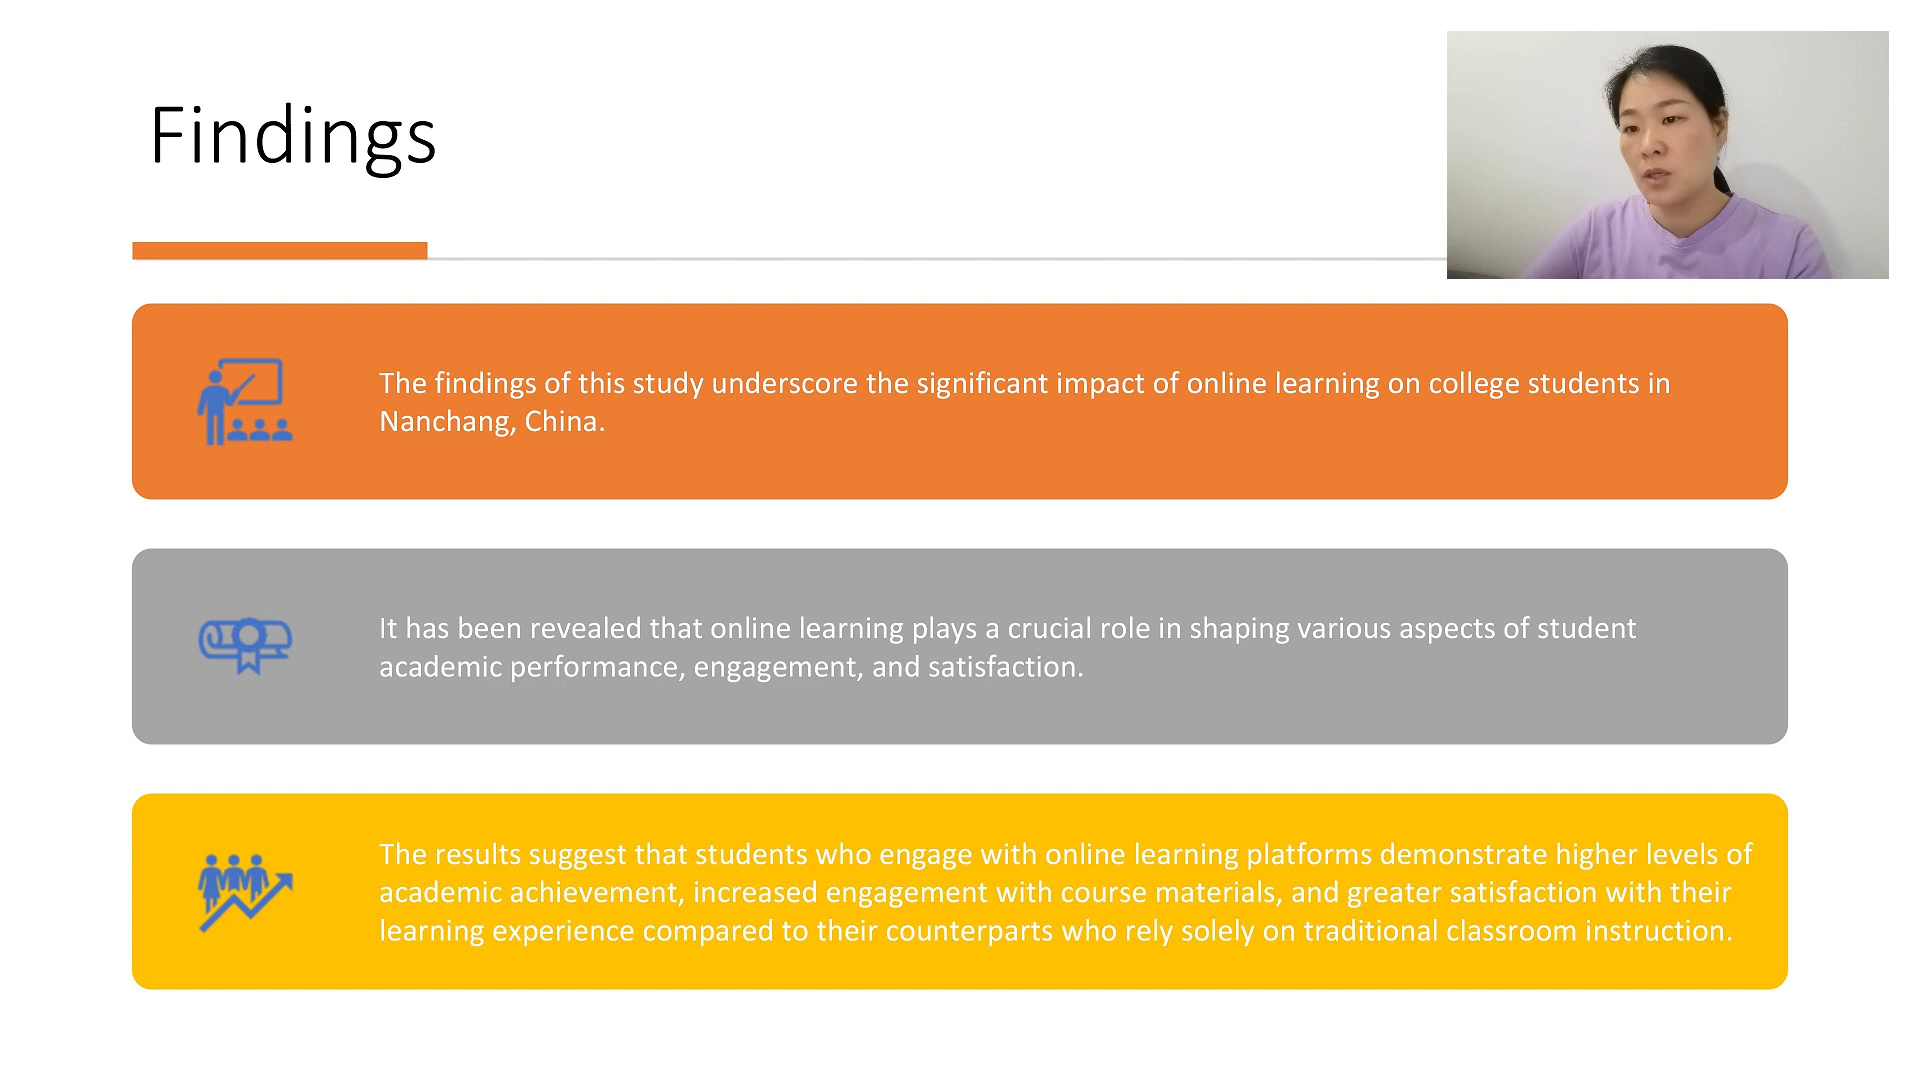 Findings
The findings of this study underscore the significant impact of online learning on college students in
Nanchang, China.
It has been revealed that online learning plays a crucial role in shaping various aspects of student
academic performance, engagement, and satisfaction.
The results suggest that students who engage with online learning platforms demonstrate higher levels of
academic achievement, increased engagement with course materials, and greater satisfaction with their
learning experience compared to their counterparts who rely solely on traditional classroom instruction.